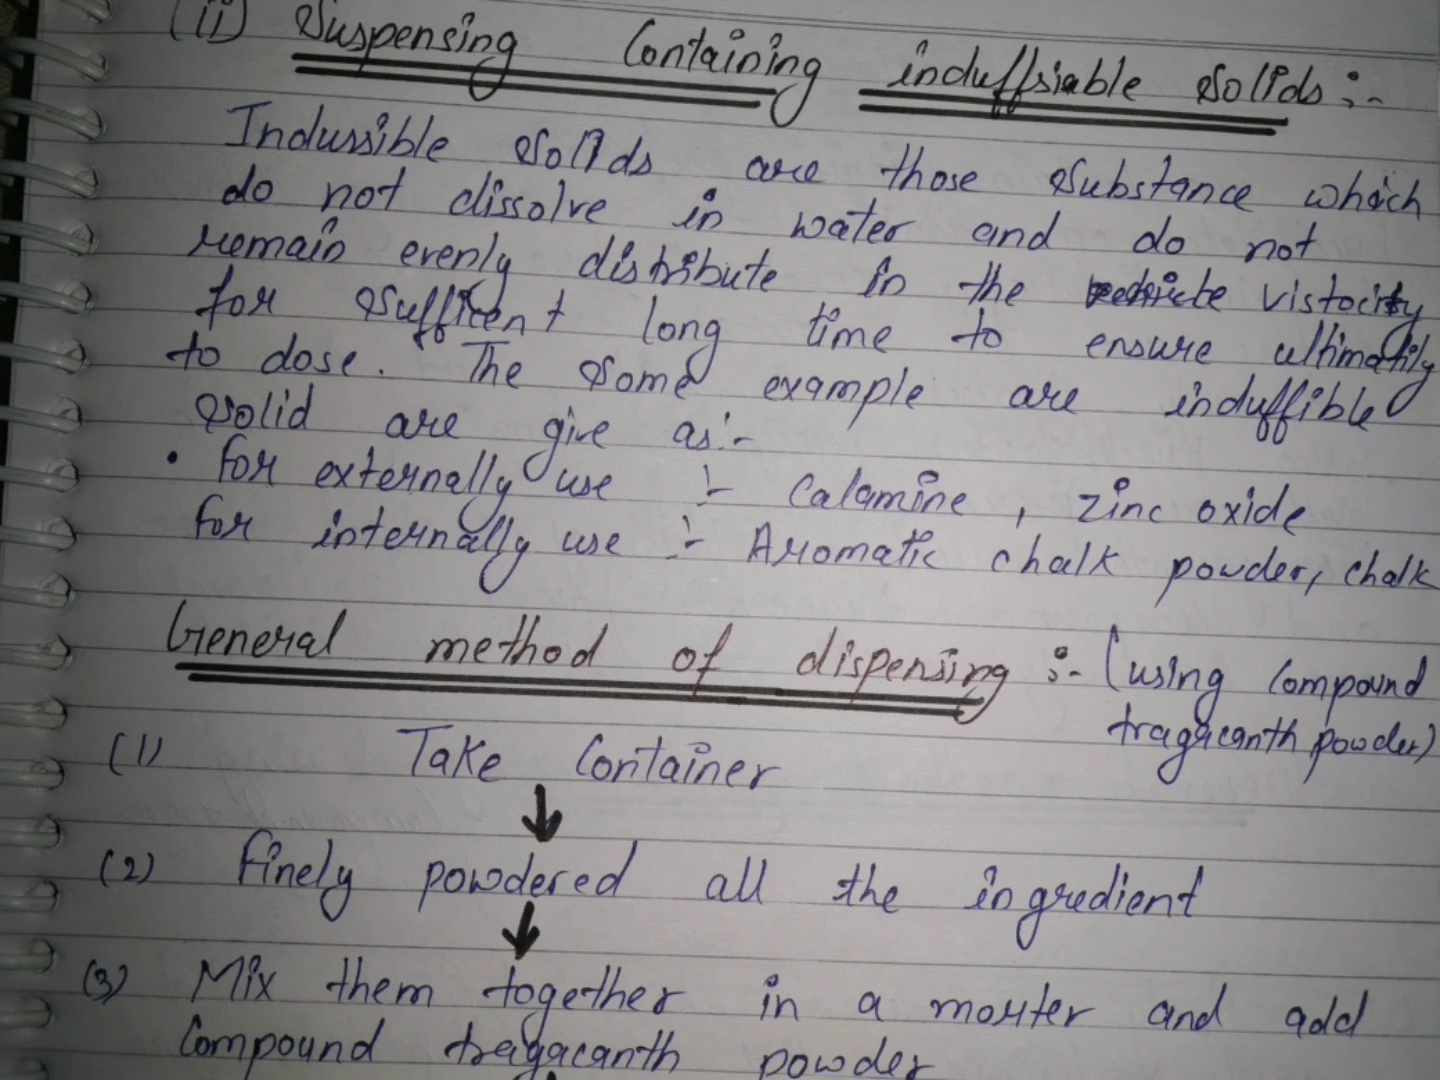 (ii) Suspensing Containing induffsiable Solids :-
Indussible Solids are those Substance which
do not dissolve in water and do not
remain evenly distribute in the vistocity
for Sufficent long time to ensure ultimatily
to dose. The Some example are induffible
Solid are give as:-
• For externally use :- Calamine , Zinc oxide
For internally use :- Aromatic chalk powder, chalk
General method of dispensing :- (using Compound
tragacanth powder)
(1) Take Container
(2) Finely powdered all the ingredient
(3) Mix them together in a morter and add
Compound tragacanth powder